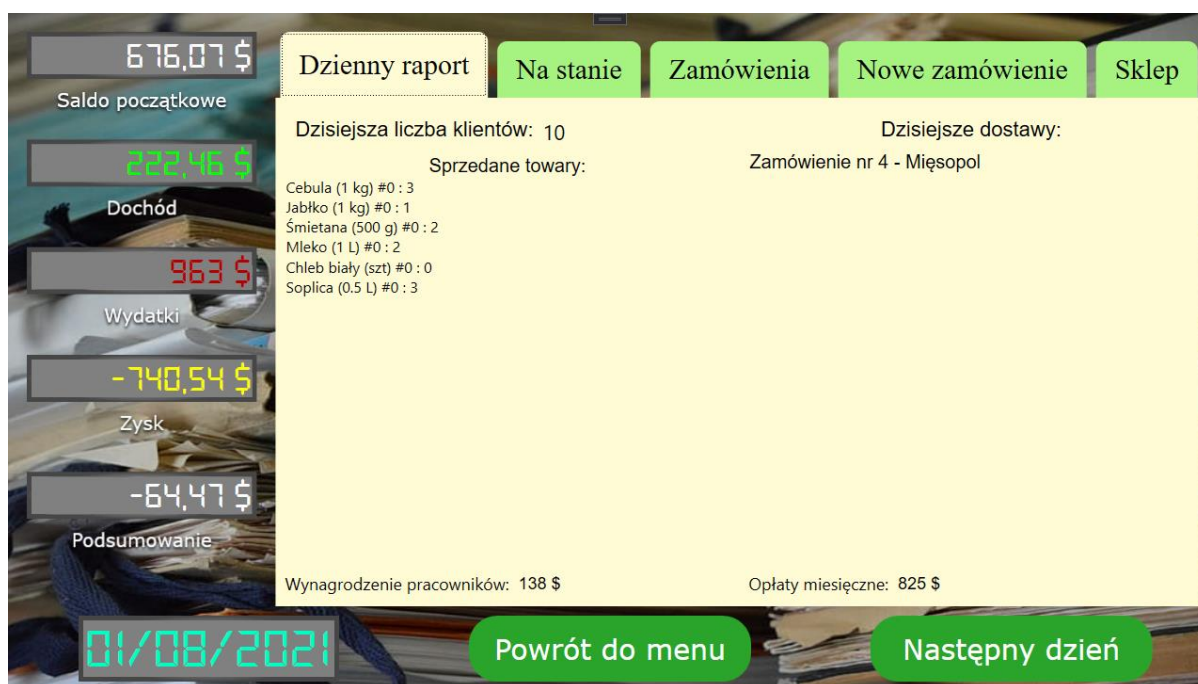 676,07 $
Saldo początkowe
222,46 $
Dochód
963 $
Wydatki
-740,54 $
Zysk
-64,47 $
Podsumowanie
01/08/2021
Dzienny raport
Na stanie
Zamówienia
Nowe zamówienie
Sklep
Dzisiejsza liczba klientów: 10
Sprzedane towary:
Cebula (1 kg) #0 : 3
Jabłko (1 kg) #0 : 1
Śmietana (500 g) #0 : 2
Mleko (1 L) #0 : 2
Chleb biały (szt) #0 : 0
Soplica (0.5 L) #0 : 3
Dzisiejsze dostawy:
Zamówienie nr 4 - Mięsopol
Wynagrodzenie pracowników: 138 $
Opłaty miesięczne: 825 $
Powrót do menu
Następny dzień